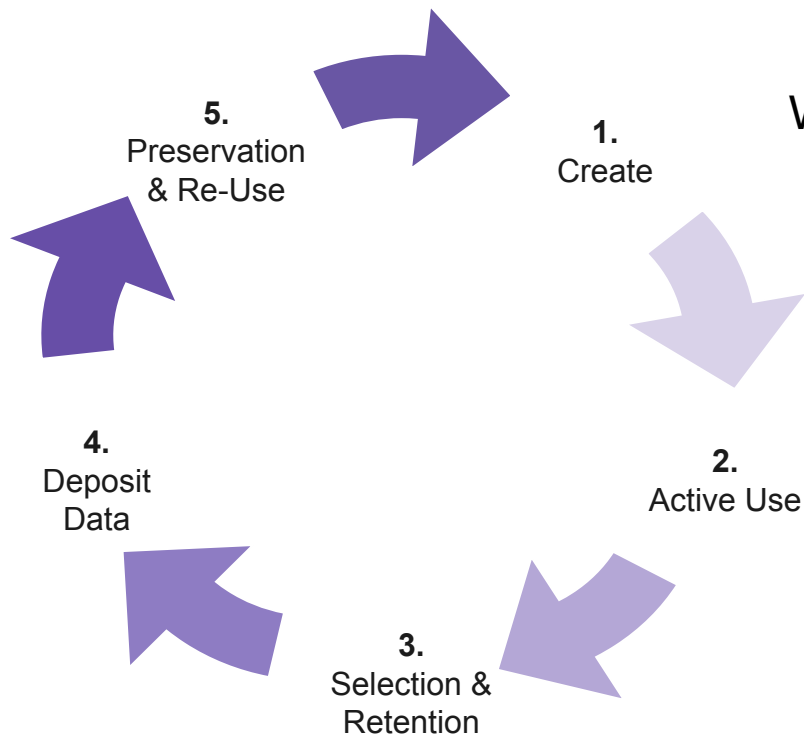 1.
Create
2.
Active Use
3.
Selection &
Retention
4.
Deposit
Data
5.
Preservation
& Re-Use